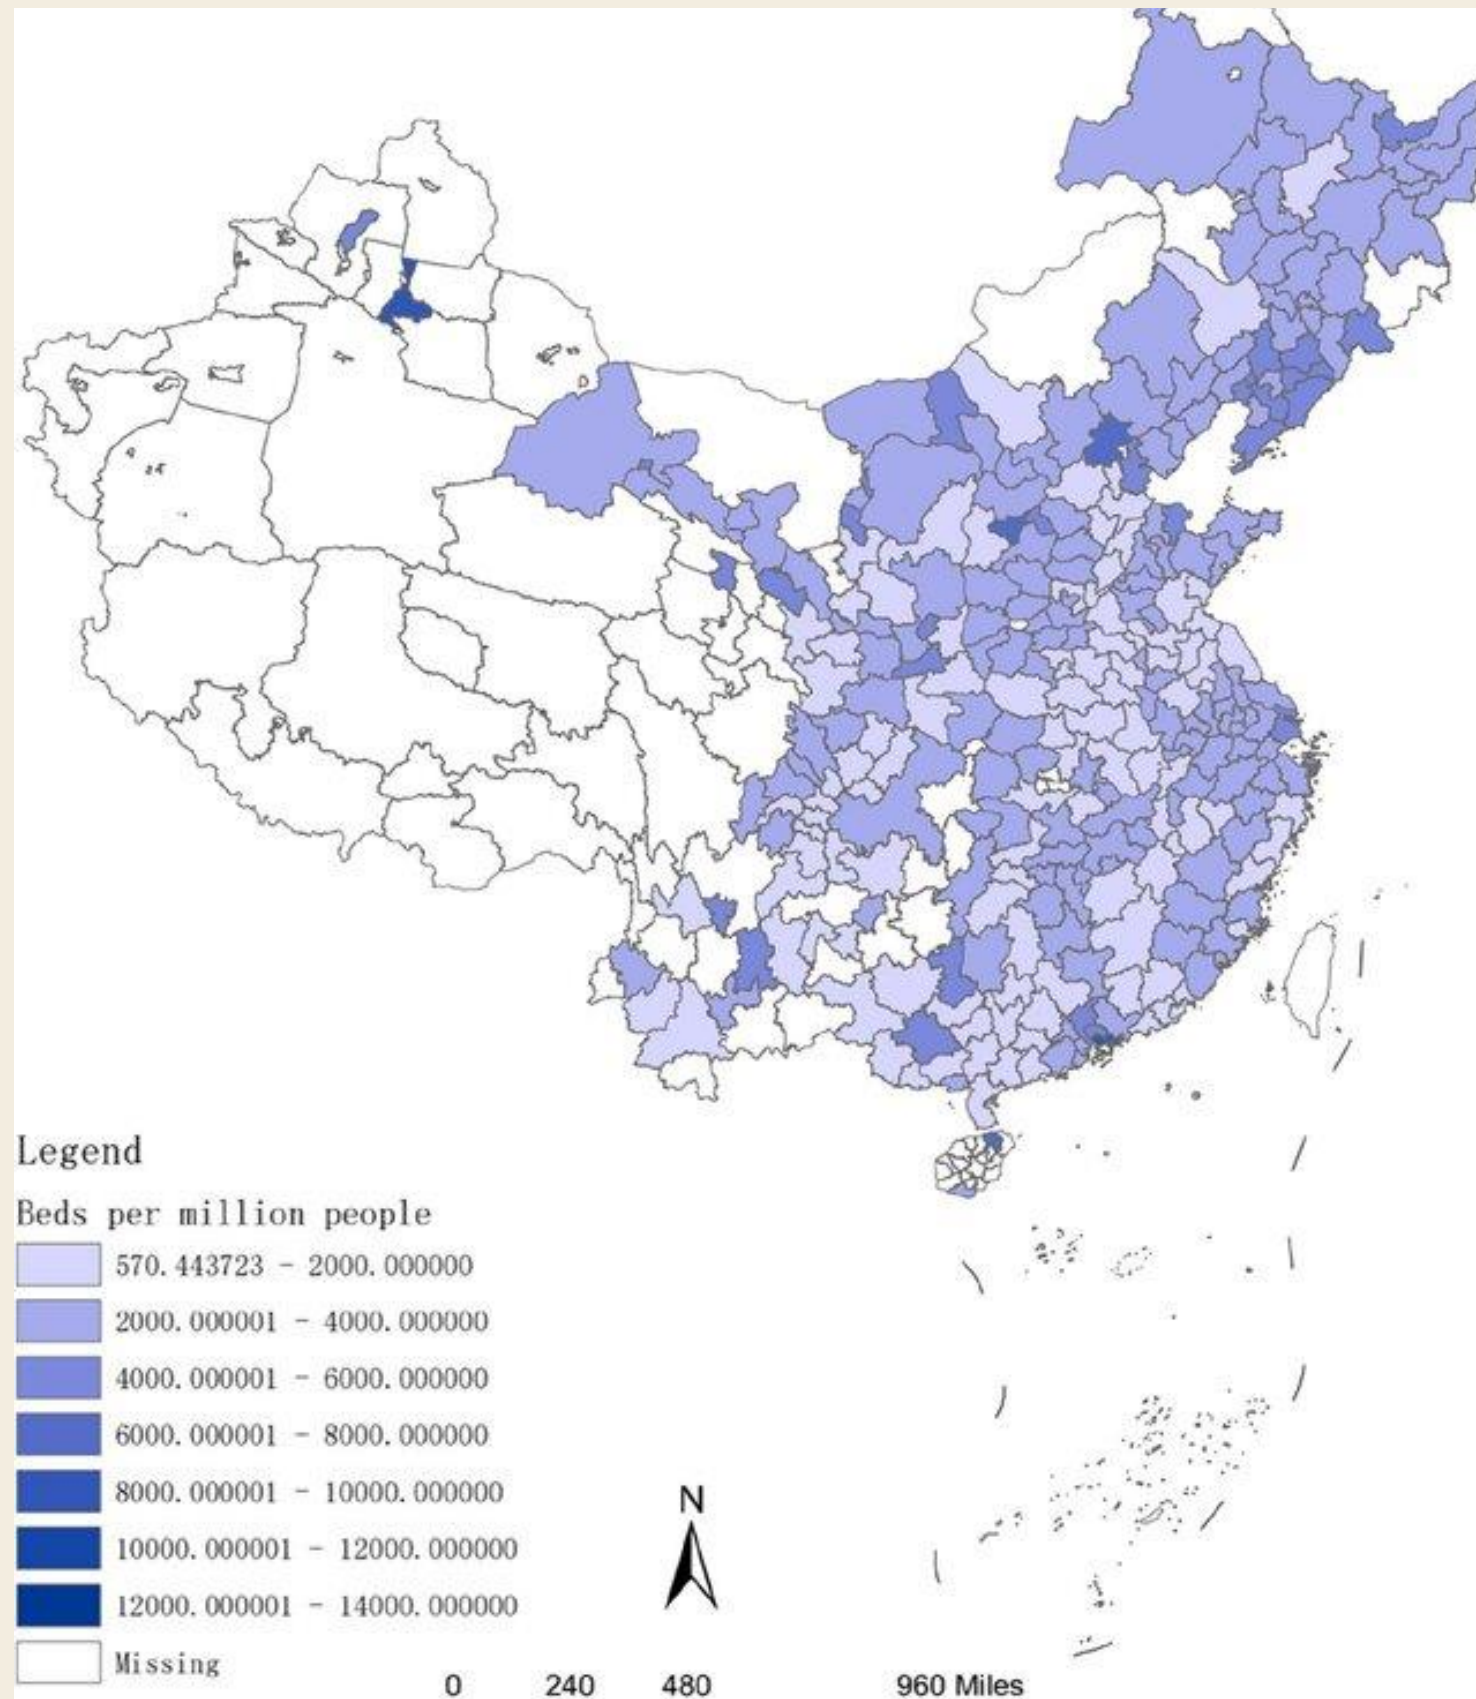 Legend
Beds per million people
570.443723 - 2000.000000
2000.000001 - 4000.000000
4000.000001 - 6000.000000
6000.000001 - 8000.000000
8000.000001 - 10000.000000
10000.000001 - 12000.000000
12000.000001 - 14000.000000
Missing
N
0 240 480 960 Miles